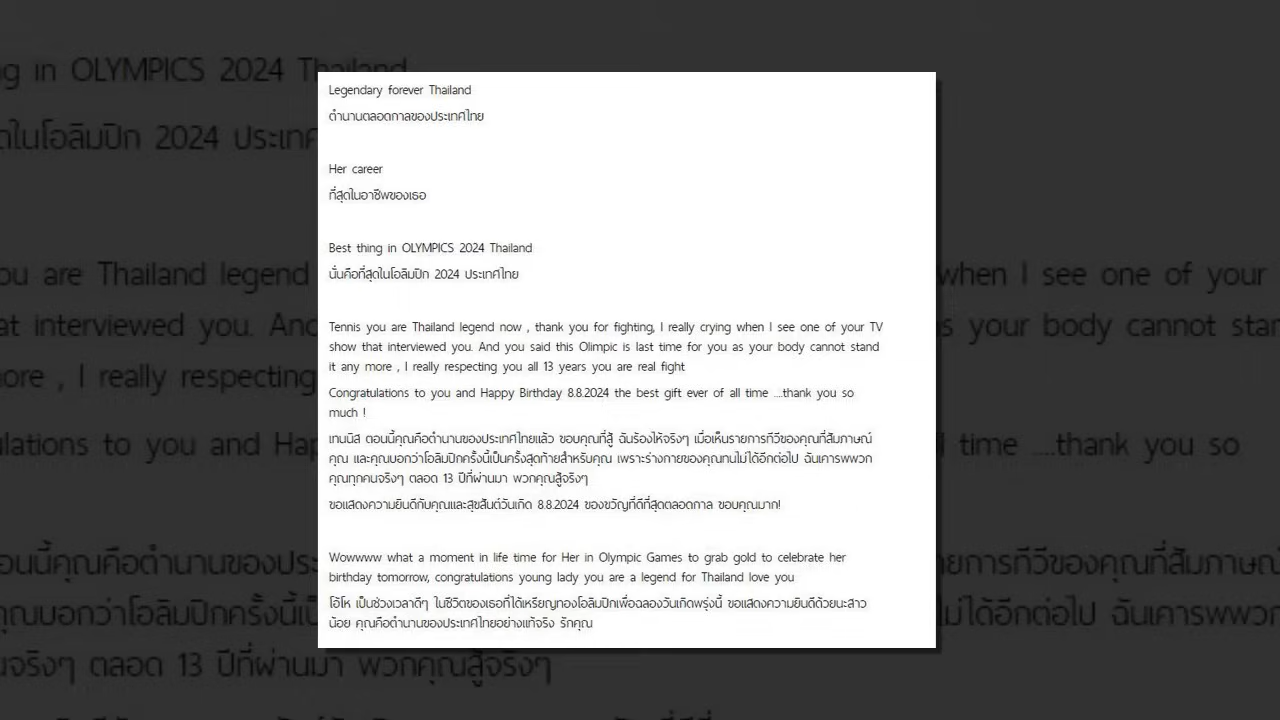 Legendary forever Thailand
ตำนานตลอดกาลของประเทศไทย
Her career
ที่สุดในอาชีพของเธอ
Best thing in OLYMPICS 2024 Thailand
นั่นคือที่สุดในโอลิมปิก 2024 ประเทศไทย
Tennis you are Thailand legend now , thank you for fighting, I really crying when I see one of your TV
show that interviewed you. And you said this Olimpic is last time for you as your body cannot stand
it any more , I really respecting you all 13 years you are real fight
Congratulations to you and Happy Birthday 8.8.2024 the best gift ever of all time ....thank you so
much !
เทนนิส ตอนนี้คุณคือตำนานของประเทศไทยแล้ว ขอบคุณที่สู้ ฉันร้องไห้จริงๆ เมื่อเห็นรายการทีวีของคุณที่สัมภาษณ์
คุณ และคุณบอกว่าโอลิมปิกครั้งนี้เป็นครั้งสุดท้ายสำหรับคุณ เพราะร่างกายของคุณทนไม่ได้อีกต่อไป ฉันเคารพพวก
คุณทุกคนจริงๆ ตลอด 13 ปีที่ผ่านมา พวกคุณสู้จริงๆ
ขอแสดงความยินดีกับคุณและสุขสันต์วันเกิด 8.8.2024 ของขวัญที่ดีที่สุดตลอดกาล ขอบคุณมาก!
Wowwww what a moment in life time for Her in Olympic Games to grab gold to celebrate her
birthday tomorrow, congratulations young lady you are a legend for Thailand love you
โอ้โห เป็นช่วงเวลาดีๆ ในชีวิตของเธอที่ได้เหรียญทองโอลิมปิกเพื่อฉลองวันเกิดพรุ่งนี้ ขอแสดงความยินดีด้วยนะสาว
น้อย คุณคือตำนานของประเทศไทยอย่างแท้จริง รักคุณ